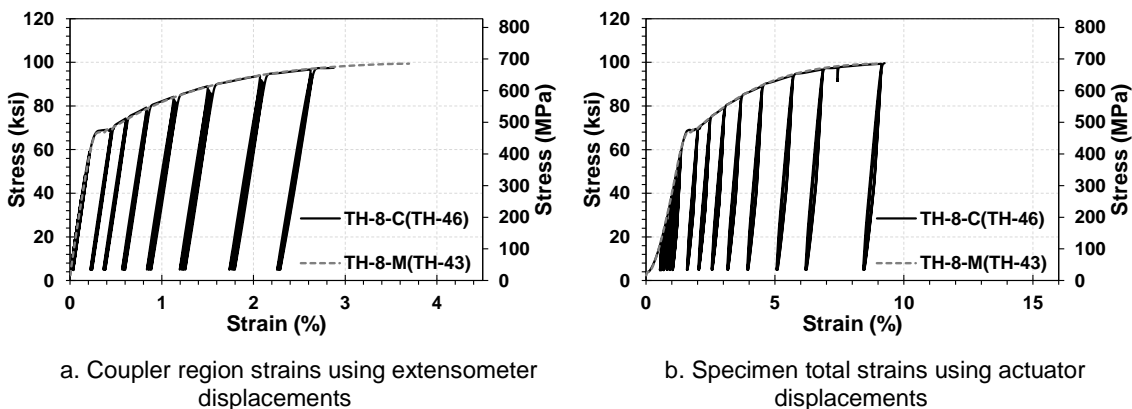 120
100
80
60
40
20
0
Stress (ksi)
800
700
600
500
400
300
200
100
0
Stress (MPa)
TH-8-C(TH-46)
TH-8-M(TH-43)
0 1 2 3 4
Strain (%)
a. Coupler region strains using extensometer
displacements
120
100
80
60
40
20
0
Stress (ksi)
800
700
600
500
400
300
200
100
0
Stress (MPa)
TH-8-C(TH-46)
TH-8-M(TH-43)
0 5 10 15
Strain (%)
b. Specimen total strains using actuator
displacements